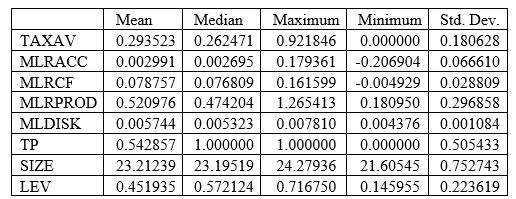 Mean Median Maximum Minimum Std. Dev.
TAXAV 0.293523 0.262471 0.921846 0.000000 0.180628
MLRACC 0.002991 0.002695 0.179361 -0.206904 0.066610
MLRCF 0.078757 0.076809 0.161599 -0.004929 0.028809
MLRPROD 0.520976 0.474204 1.265413 0.180950 0.296858
MLDISK 0.005744 0.005323 0.007810 0.004376 0.001084
TP 0.542857 1.000000 1.000000 0.000000 0.505433
SIZE 23.21239 23.19519 24.27936 21.60545 0.752743
LEV 0.451935 0.572124 0.716750 0.145955 0.223619